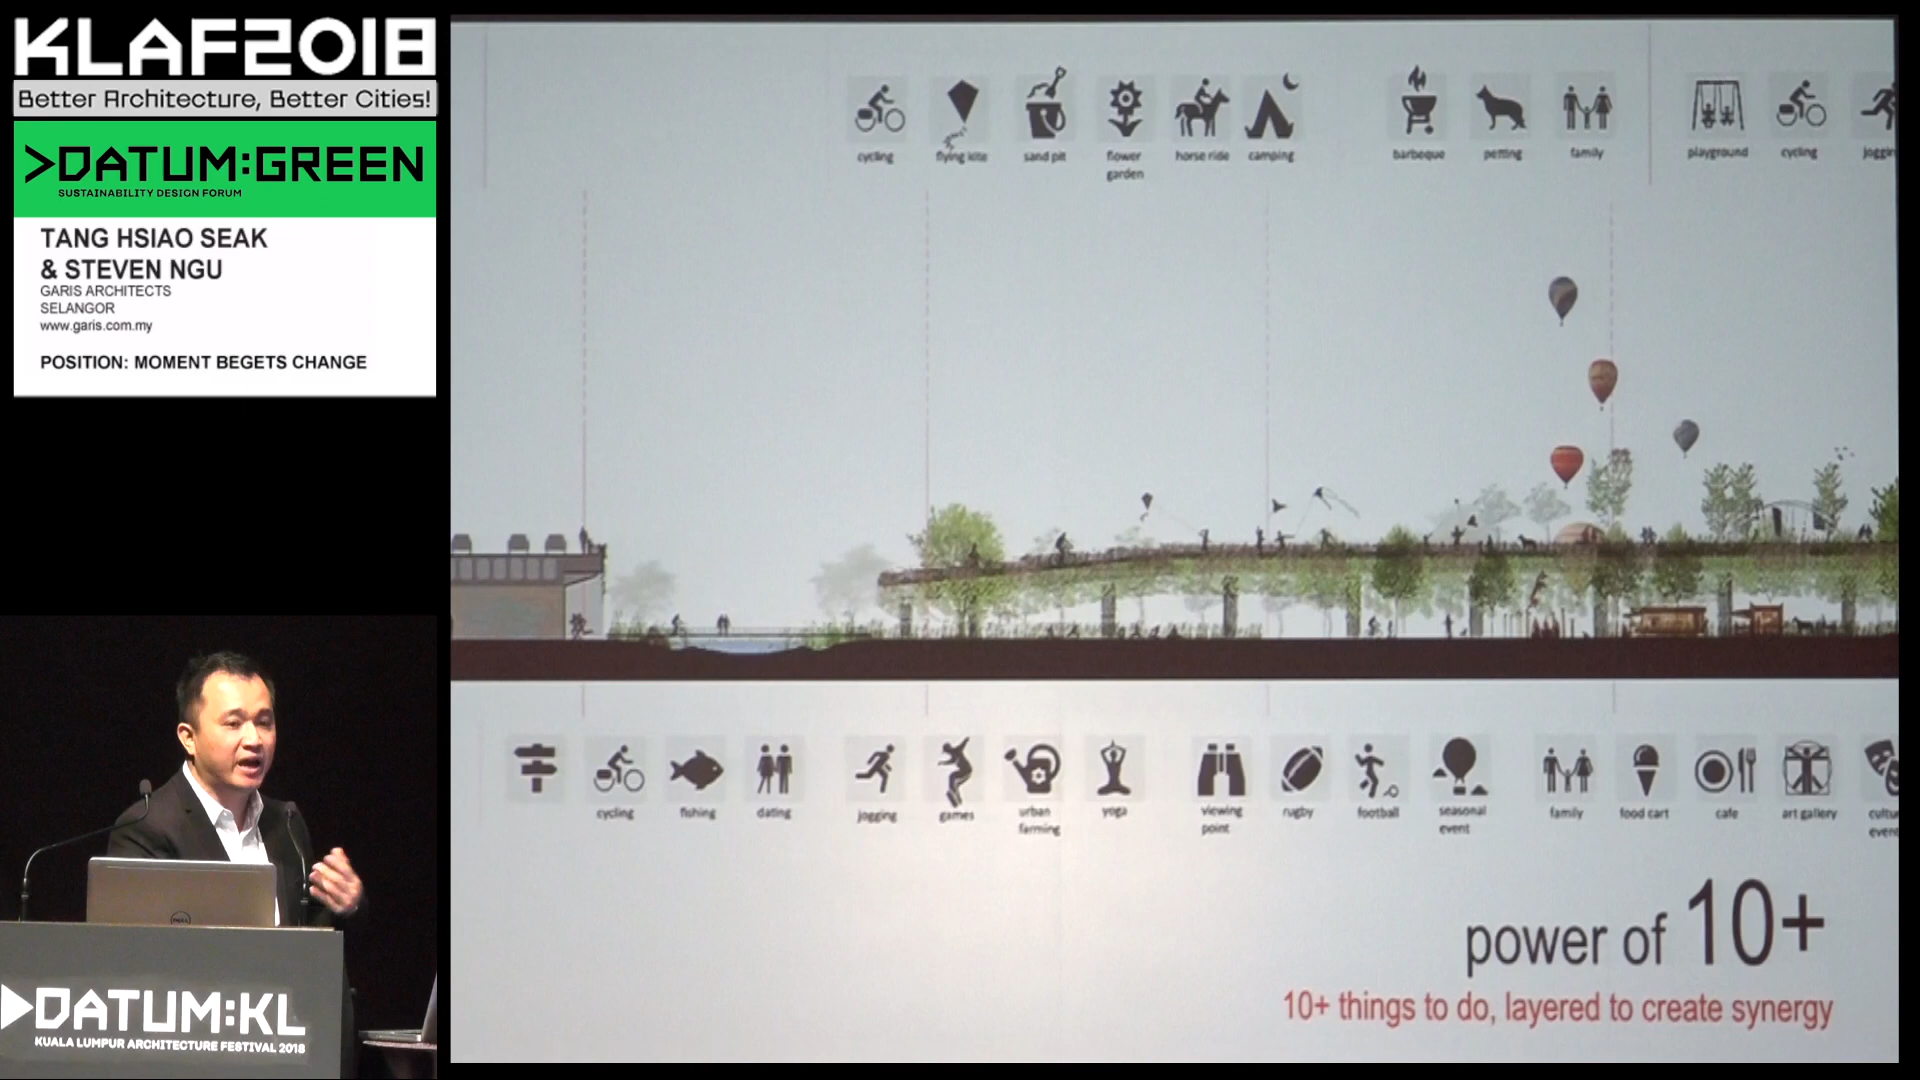 KLAF2018
Better Architecture, Better Cities!
>DATUM:GREEN
SUSTAINABILITY DESIGN FORUM
TANG HSIAO SEAK
& STEVEN NGU
GARIS ARCHITECTS
SELANGOR
www.garis.com.my
POSITION: MOMENT BEGETS CHANGE
cycling
flying kite
sand pit
flower
garden
horse ride
camping
barbeque
petting
family
playground
cycling
cycling
fishing
dating
jogging
games
urban
farming
yoga
viewing
point
rugby
football
seasonal
event
family
food cart
cafe
art gallery
power of 10+
10+ things to do, layered to create synergy
DELL
DATUM:KL
KUALA LUMPUR ARCHITECTURE FESTIVAL 2018